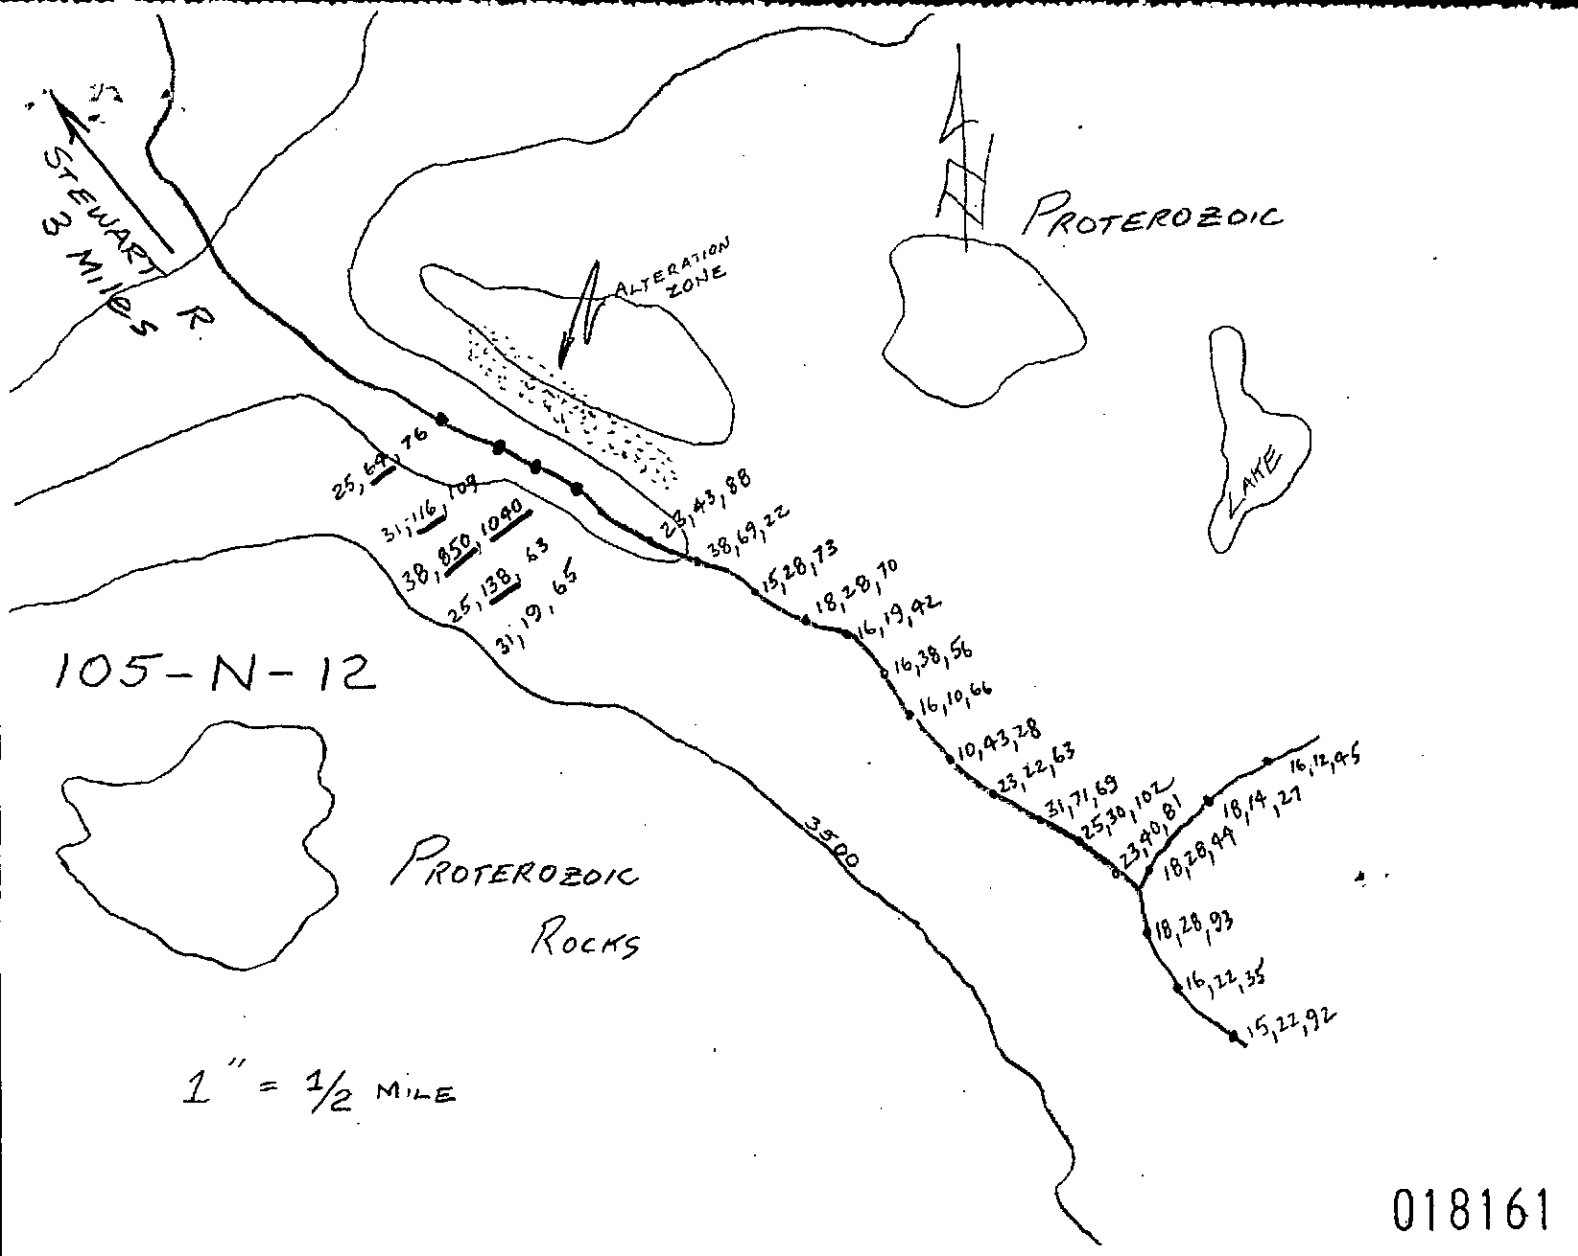 STEWART R
3 MILES
N
PROTEROZOIC
ALTERATION
ZONE
LAKE
25, 64, 76
31, 116, 109
38, 850, 1040
25, 138, 63
31, 19, 65
23, 43, 88
38, 69, 22
15, 28, 73
18, 28, 70
16, 19, 42
16, 38, 56
16, 10, 66
10, 43, 28
23, 22, 63
31, 71, 69
25, 30, 102
23, 40, 81
16, 12, 45
18, 14, 27
18, 28, 44
18, 28, 93
16, 22, 35
15, 22, 92
105-N-12
3500
PROTEROZOIC
ROCKS
1" = 1/2 MILE
018161